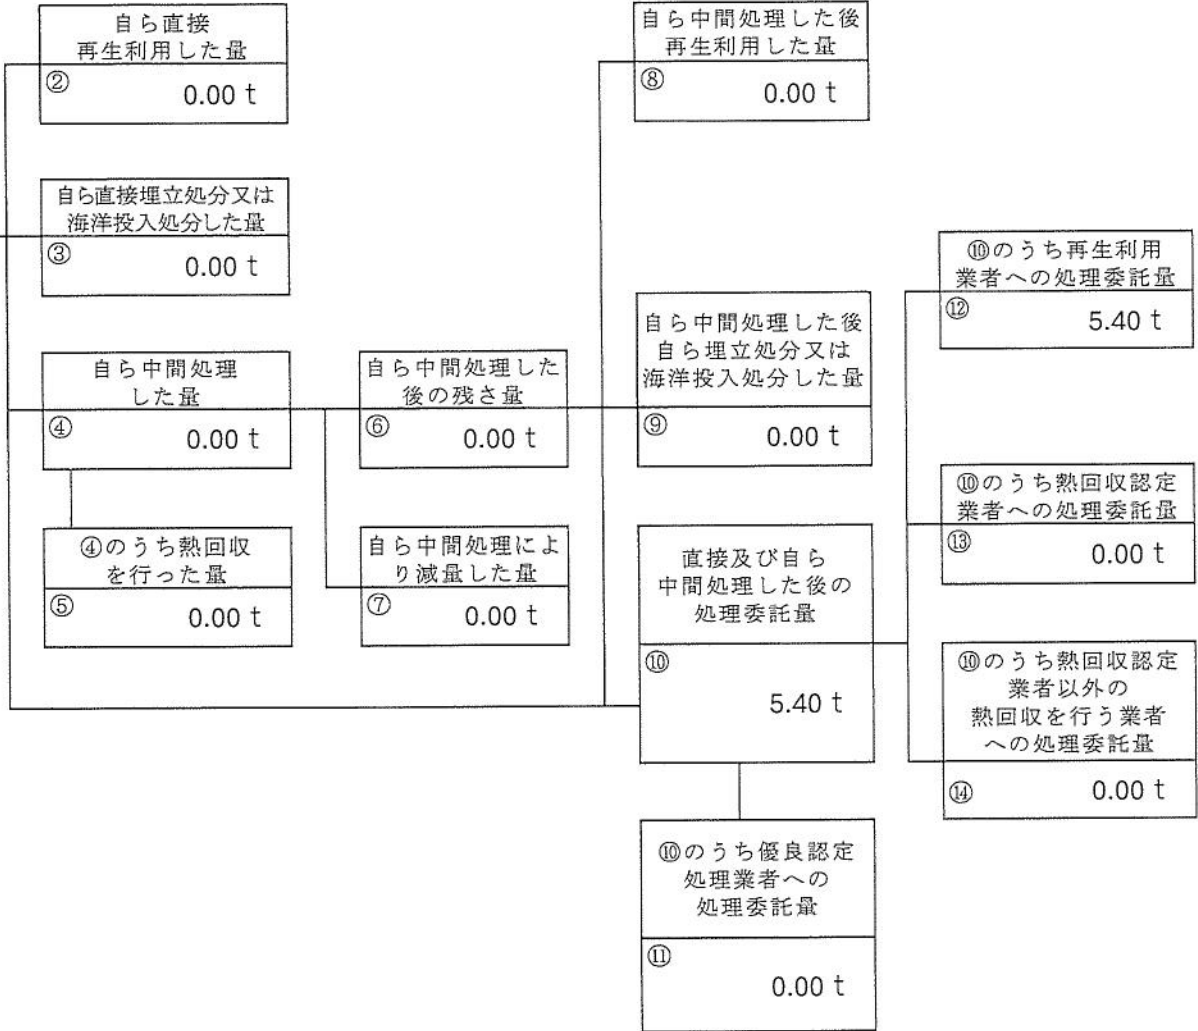 自ら直接
再生利用した量
②
0.00 t
自ら直接埋立処分又は
海洋投入処分した量
③
0.00 t
自ら中間処理
した量
④
0.00 t
④のうち熱回収
を行った量
⑤
0.00 t
自ら中間処理した
後の残さ量
⑥
0.00 t
自ら中間処理によ
り減量した量
⑦
0.00 t
自ら中間処理した後
再生利用した量
⑧
0.00 t
自ら中間処理した後
自ら埋立処分又は
海洋投入処分した量
⑨
0.00 t
直接及び自ら
中間処理した後の
処理委託量
⑩
5.40 t
⑩のうち優良認定
処理業者への
処理委託量
⑪
0.00 t
⑩のうち再生利用
業者への処理委託量
⑫
5.40 t
⑩のうち熱回収認定
業者への処理委託量
⑬
0.00 t
⑩のうち熱回収認定
業者以外の
熱回収を行う業者
への処理委託量
⑭
0.00 t